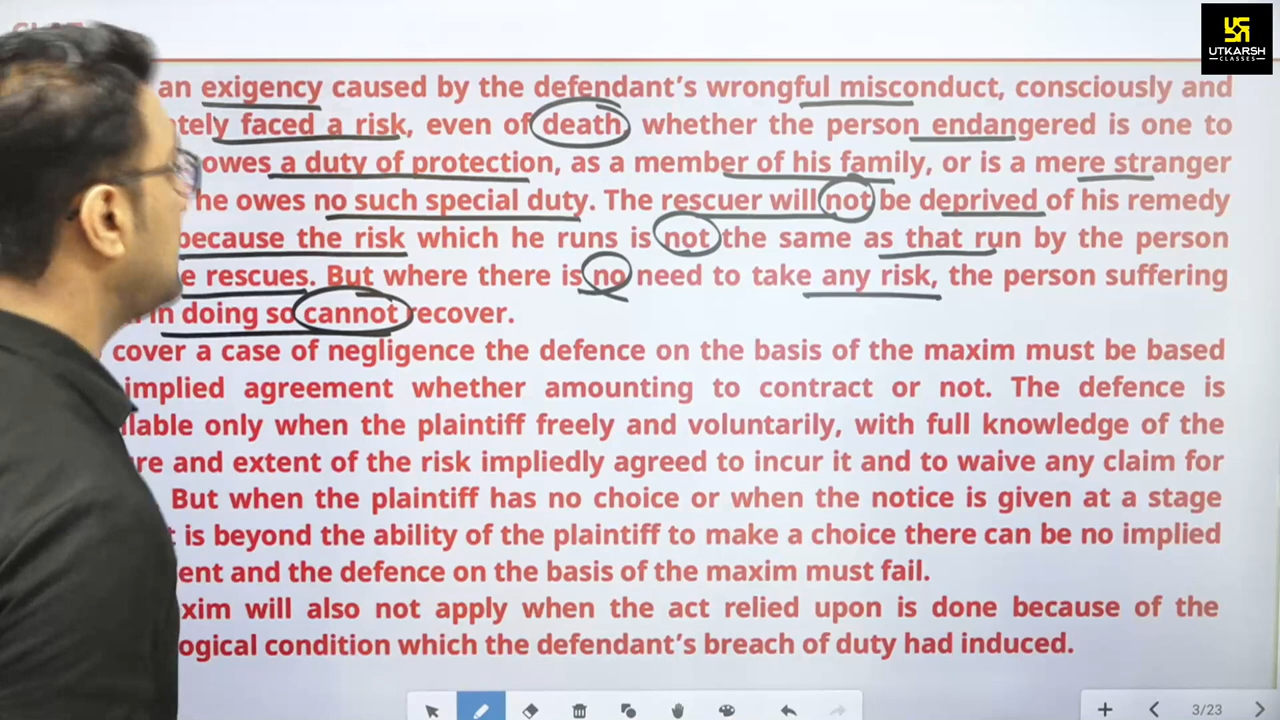 UTKARSH
CLASSES
an exigency caused by the defendant's wrongful misconduct, consciously and
tely faced a risk, even of death, whether the person endangered is one to
owes a duty of protection, as a member of his family, or is a mere stranger
he owes no such special duty. The rescuer will not be deprived of his remedy
because the risk which he runs is not the same as that run by the person
e rescues. But where there is no need to take any risk, the person suffering
in doing so cannot recover.
cover a case of negligence the defence on the basis of the maxim must be based
implied agreement whether amounting to contract or not. The defence is
lable only when the plaintiff freely and voluntarily, with full knowledge of the
re and extent of the risk impliedly agreed to incur it and to waive any claim for
But when the plaintiff has no choice or when the notice is given at a stage
is beyond the ability of the plaintiff to make a choice there can be no implied
ent and the defence on the basis of the maxim must fail.
xim will also not apply when the act relied upon is done because of the
ogical condition which the defendant's breach of duty had induced.
3/23